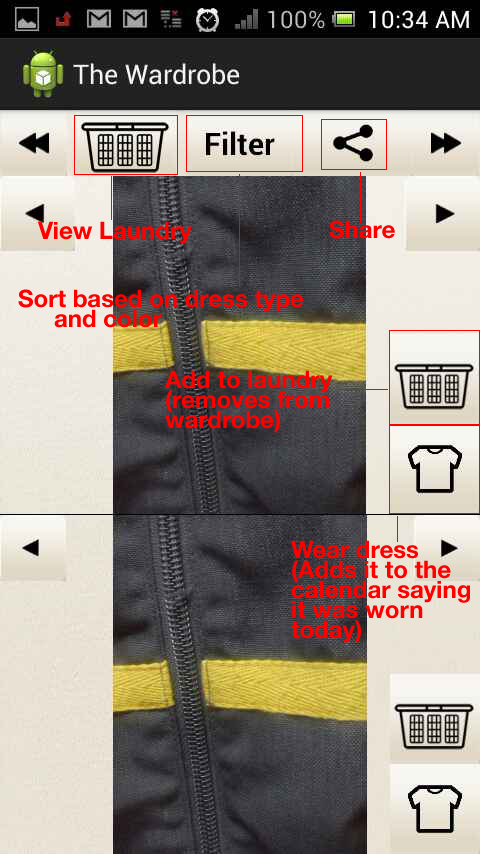 100% 10:34 AM
The Wardrobe
Filter
View Laundry
Share
Sort based on dress type
and color
Add to laundry
(removes from
wardrobe)
Wear dress
(Adds it to the
calendar saying
it was worn
today)